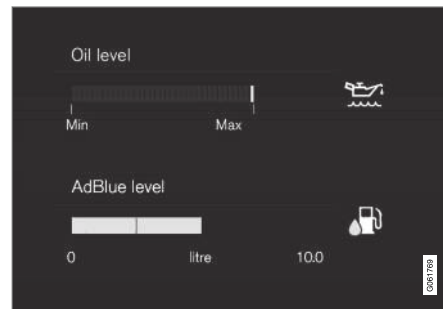 Oil level
Min Max
AdBlue level
0 litre 10.0
G061769